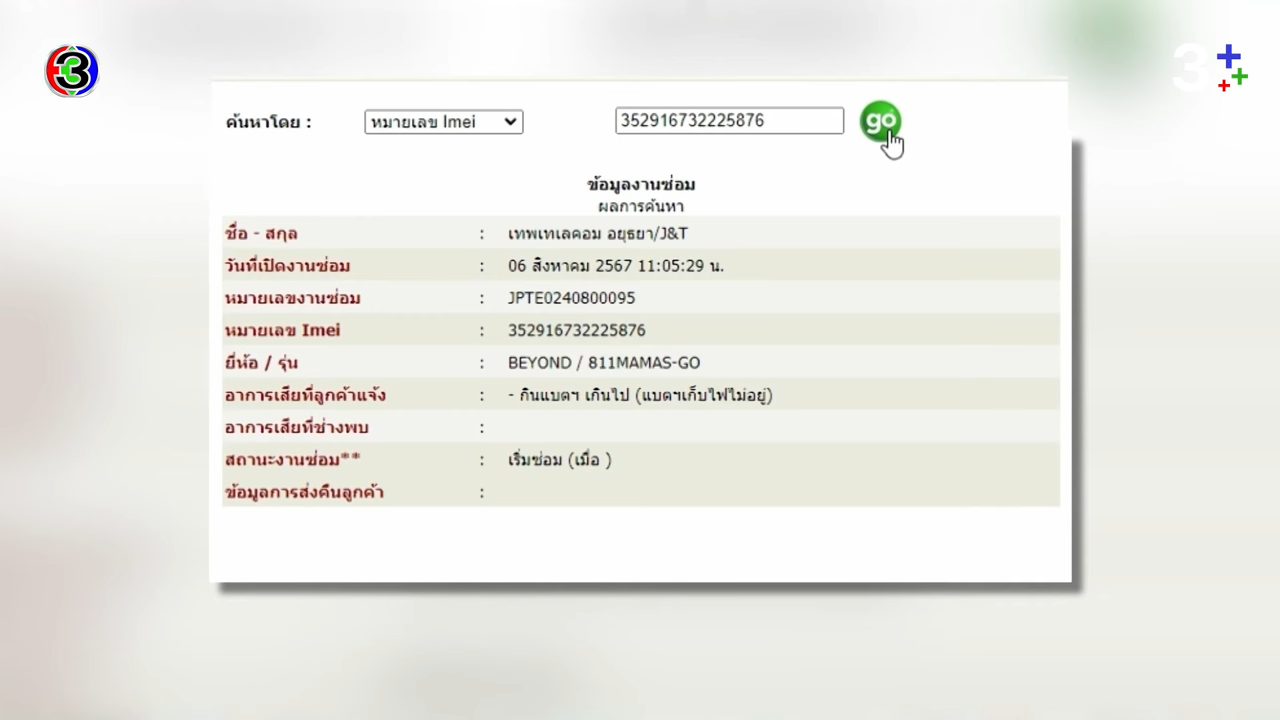 3
3
ค้นหาโดย : หมายเลข Imei 352916732225876 go
ข้อมูลงานซ่อม
ผลการค้นหา
ชื่อ - สกุล : เทพเทเลคอม อยุธยา/J&T
วันที่เปิดงานซ่อม : 06 สิงหาคม 2567 11:05:29 น.
หมายเลขงานซ่อม : JPTE0240800095
หมายเลข Imei : 352916732225876
ยี่ห้อ / รุ่น : BEYOND / 811MAMAS-GO
อาการเสียที่ลูกค้าแจ้ง : - กินแบตฯ เกินไป (แบตฯเก็บไฟไม่อยู่)
อาการเสียที่ช่างพบ :
สถานะงานซ่อม** : เริ่มซ่อม (เมื่อ )
ข้อมูลการส่งคืนลูกค้า :